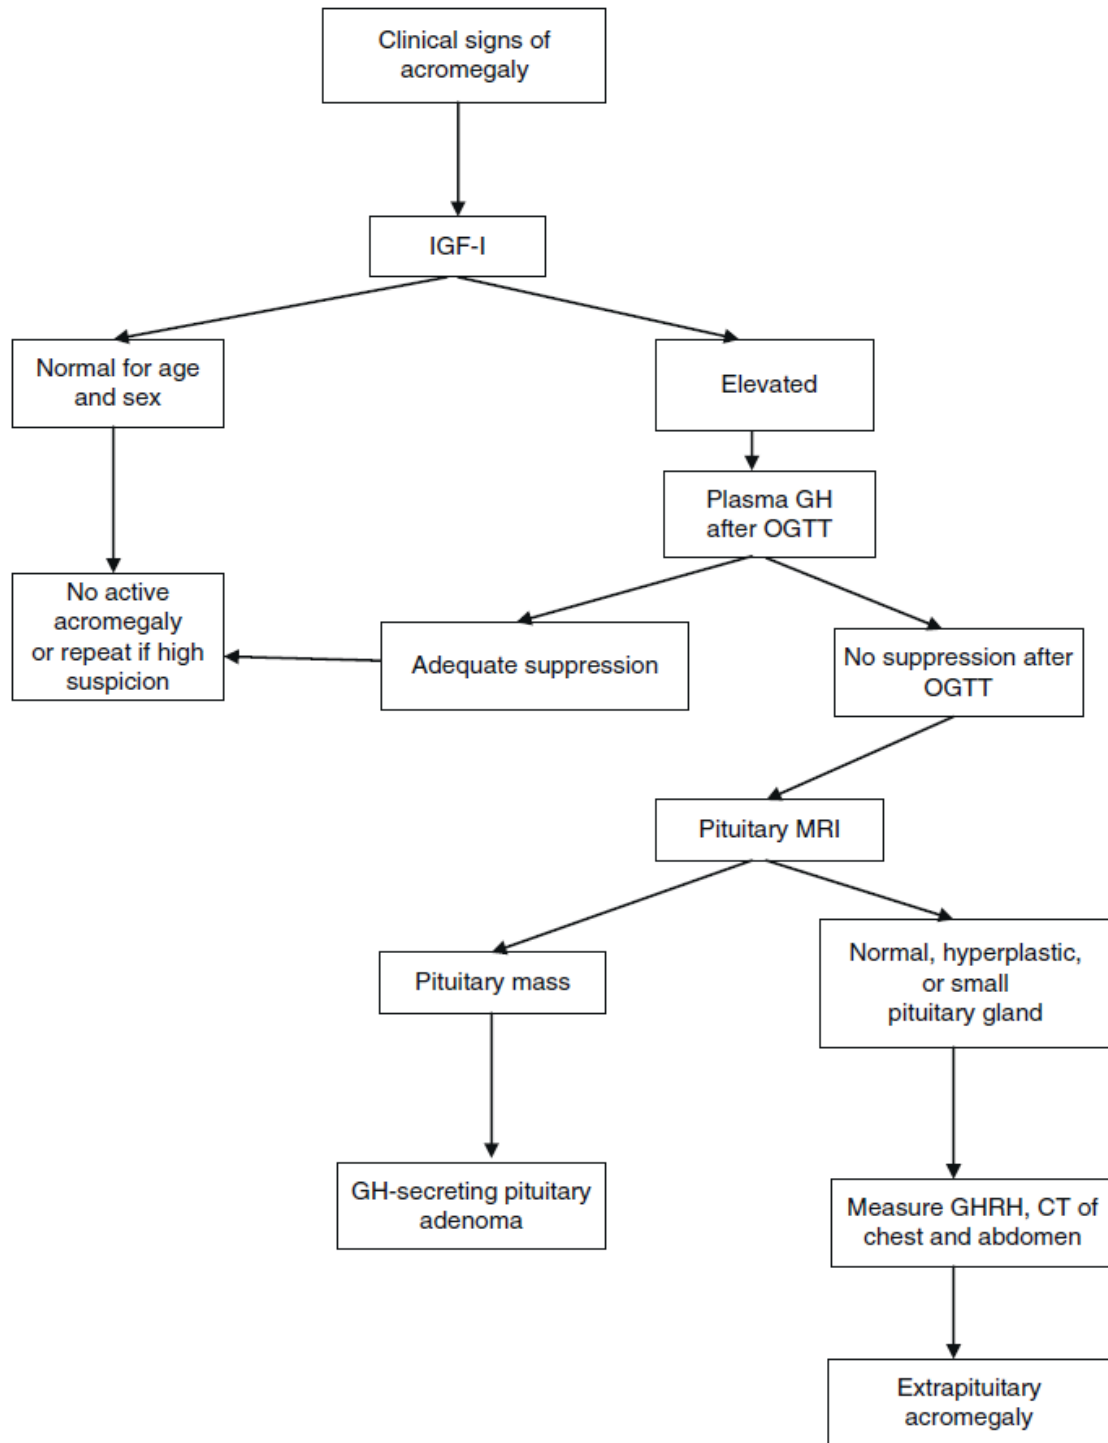 Clinical signs of
acromegaly
IGF-I
Normal for age
and sex
Elevated
Plasma GH
after OGTT
No active
acromegaly
or repeat if high
suspicion
Adequate suppression
No suppression after
OGTT
Pituitary MRI
Pituitary mass
Normal, hyperplastic,
or small
pituitary gland
GH-secreting pituitary
adenoma
Measure GHRH, CT of
chest and abdomen
Extrapituitary
acromegaly